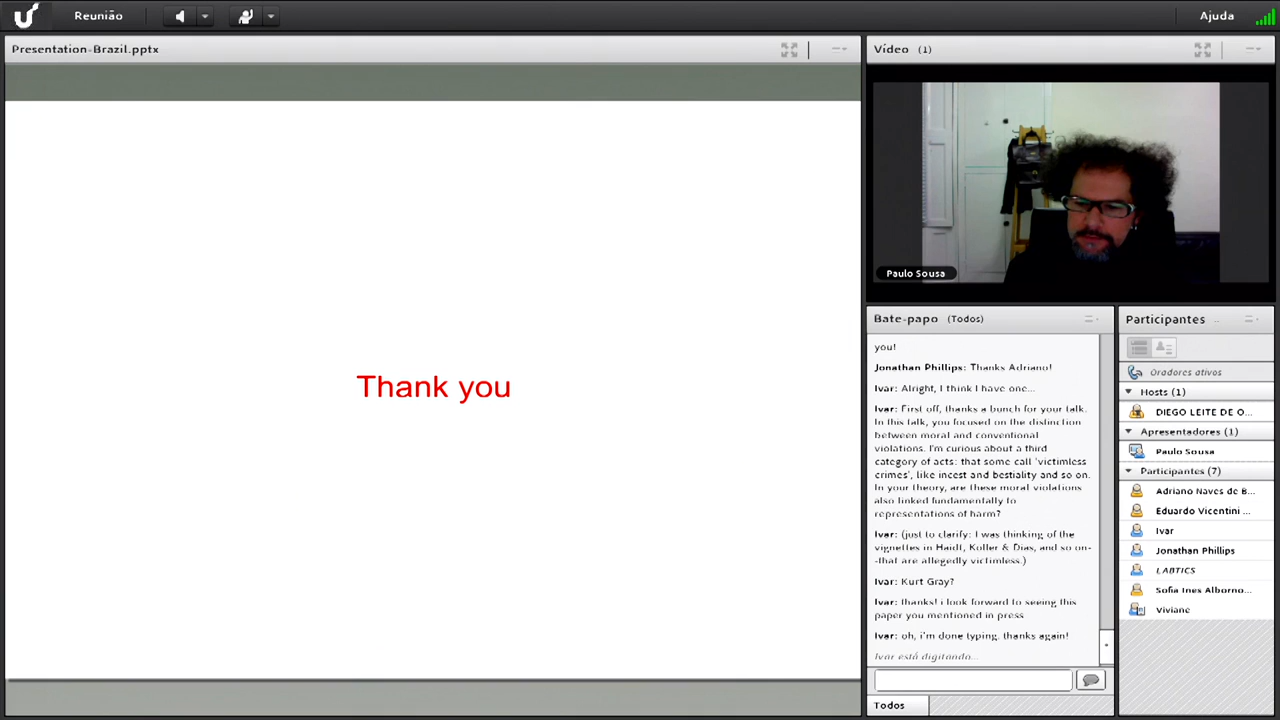 Reunião
Ajuda
Presentation-Brazil.pptx
Thank you
Vídeo (1)
Paulo Sousa
Bate-papo (Todos)
you!
Jonathan Phillips: Thanks Adriano!
Ivar: Alright, I think I have one...
Ivar: First off, thanks a bunch for your talk.
In this talk, you focused on the distinction
between moral and conventional
violations. I'm curious about a third
category of acts: that some call 'victimless
crimes', like incest and bestiality and so on.
In your theory, are these moral violations
also linked fundamentally to
representations of harm?
Ivar: (just to clarify: I was thinking of the
vignettes in Haidt, Koller & Dias, and so on-
-that are allegedly victimless.)
Ivar: Kurt Gray?
Ivar: thanks! i look forward to seeing this
paper you mentioned in press
Ivar: oh, i'm done typing. thanks again!
Ivar está digitando...
Todos
Participantes ..
Oradores ativos
Hosts (1)
DIEGO LEITE DE O...
Apresentadores (1)
Paulo Sousa
Participantes (7)
Adriano Naves de B...
Eduardo Vicentini ...
Ivar
Jonathan Phillips
LABTICS
Sofia Ines Alborno...
Viviane